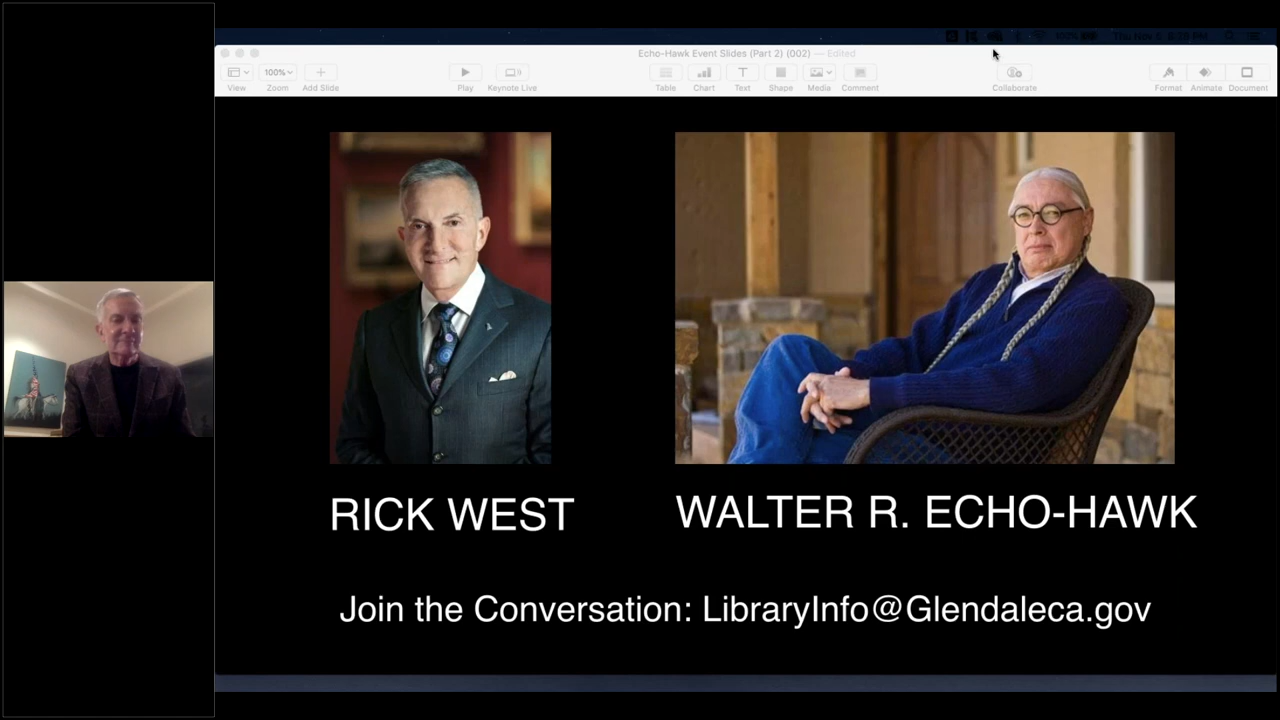 Echo-Hawk Event Slides (Part 2) (002) — Edited
100%
View
Zoom
Add Slide
Play
Keynote Live
Table
Chart
Text
Shape
Media
Comment
Collaborate
Format
Animate
Document
RICK WEST
WALTER R. ECHO-HAWK
Join the Conversation: LibraryInfo@Glendaleca.gov